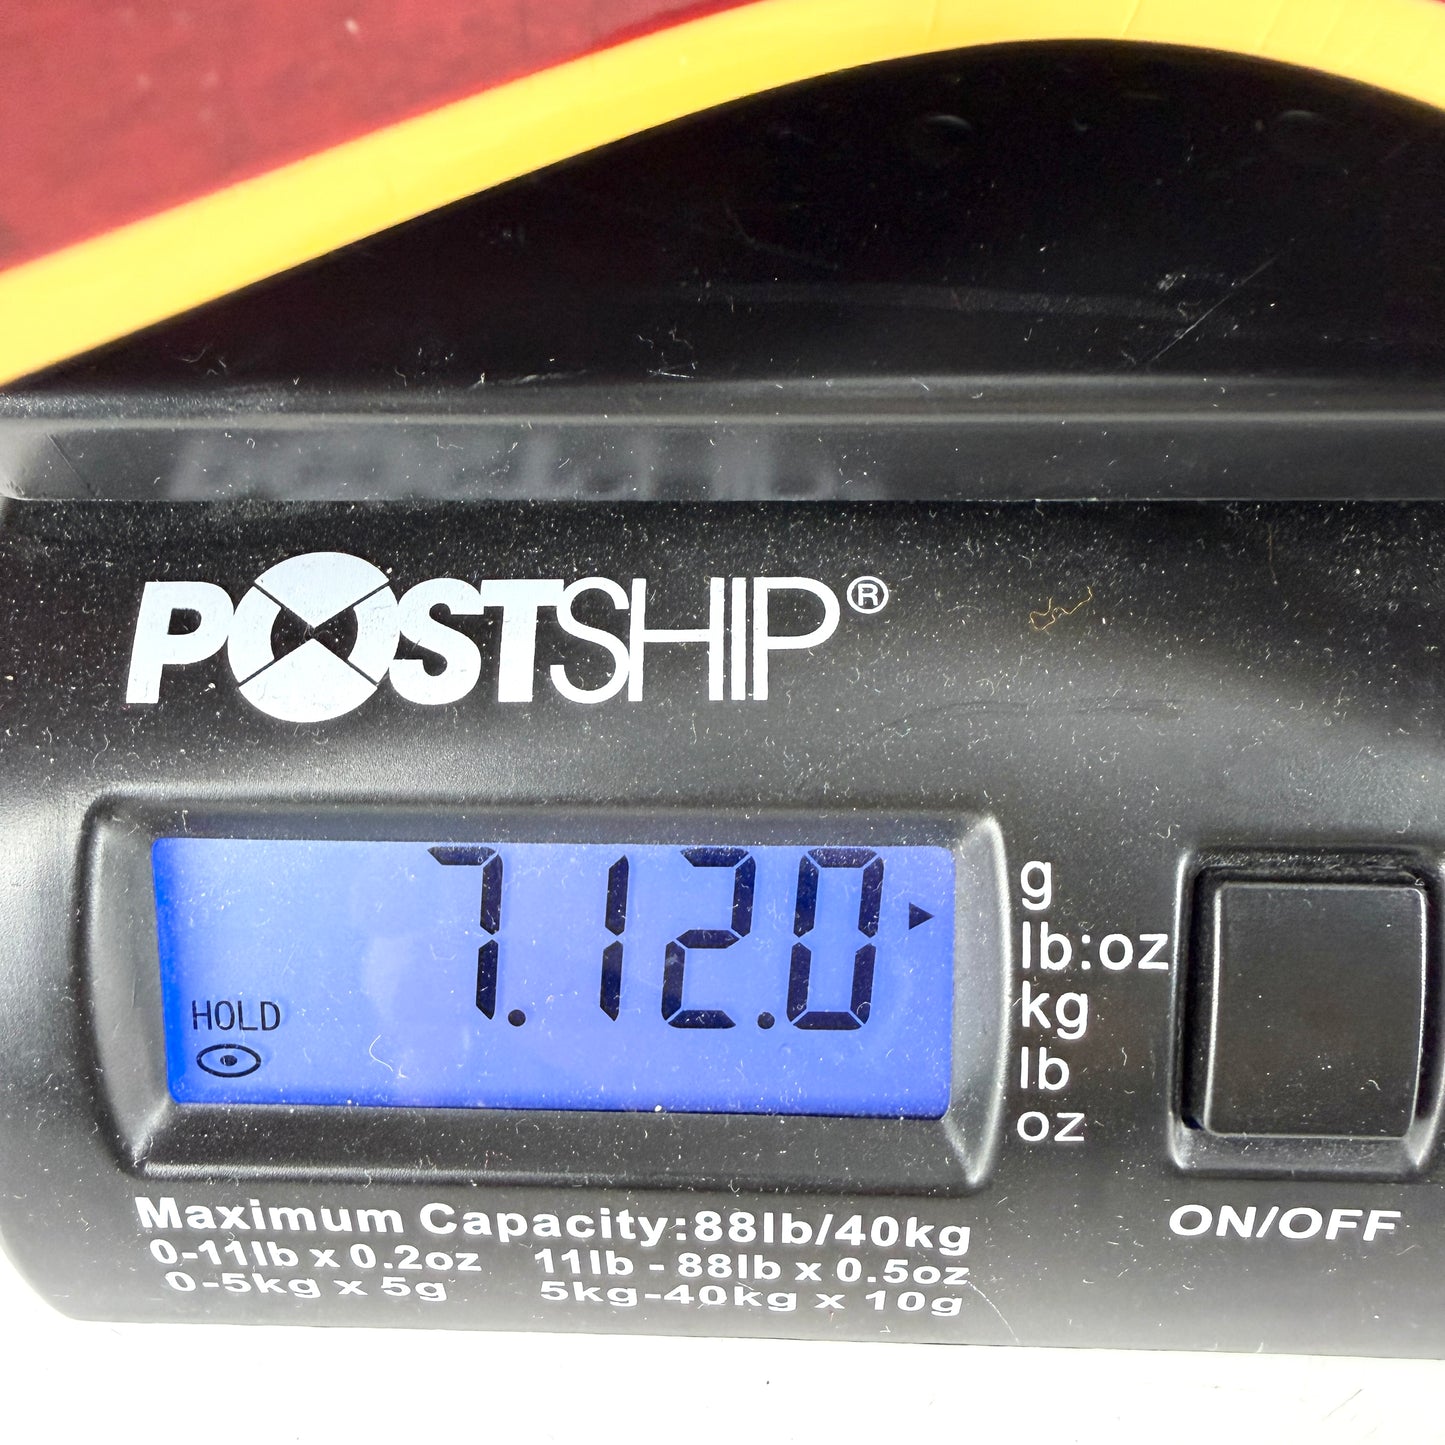 POSTSHIP®
7.12.0
HOLD
g
lb:oz
kg
lb
oz
ON/OFF
Maximum Capacity:88lb/40kg
0-11lb x 0.2oz 11lb - 88lb x 0.5oz
0-5kg x 5g 5kg-40kg x 10g